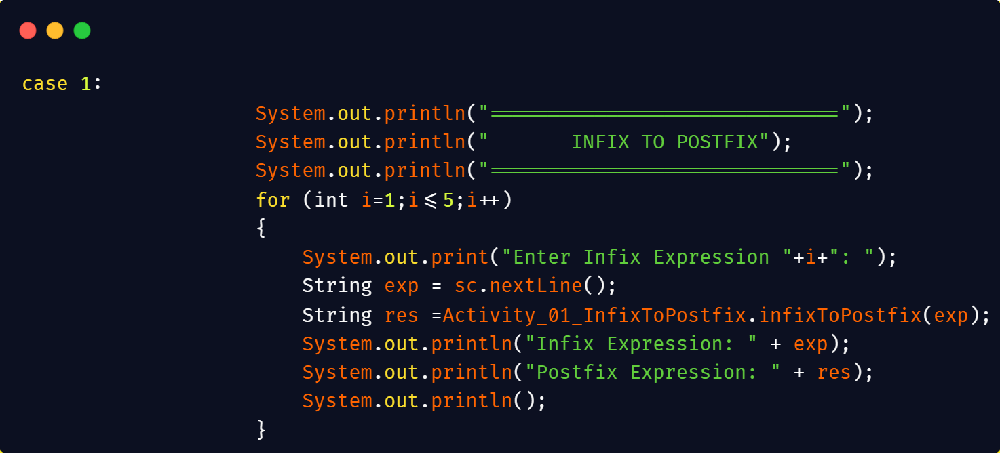 case 1:
                    System.out.println("==============================");
                    System.out.println("       INFIX TO POSTFIX");
                    System.out.println("==============================");
                    for (int i=1;i<=5;i++)
                    {
                        System.out.print("Enter Infix Expression "+i+": ");
                        String exp = sc.nextLine();
                        String res =Activity_01_InfixToPostfix.infixToPostfix(exp);
                        System.out.println("Infix Expression: " + exp);
                        System.out.println("Postfix Expression: " + res);
                        System.out.println();
                    }